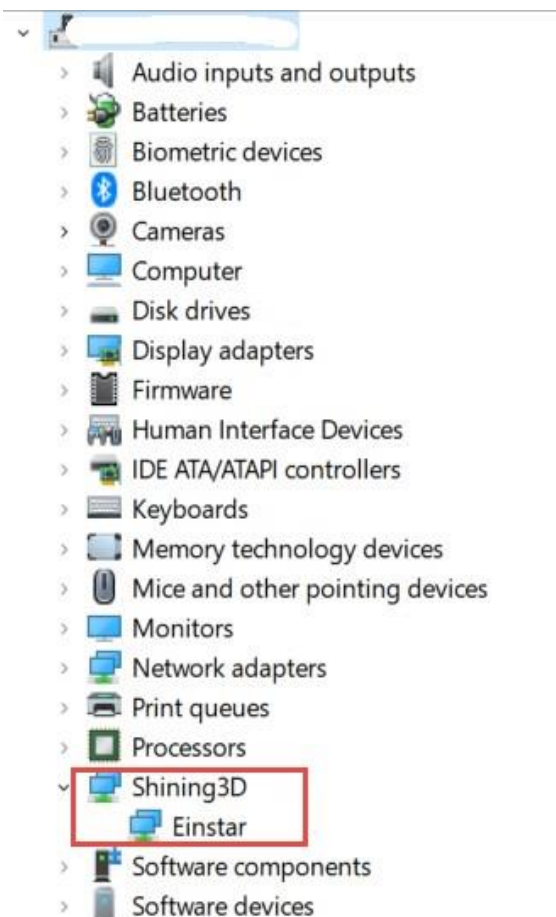 Audio inputs and outputs
Batteries
Biometric devices
Bluetooth
Cameras
Computer
Disk drives
Display adapters
Firmware
Human Interface Devices
IDE ATA/ATAPI controllers
Keyboards
Memory technology devices
Mice and other pointing devices
Monitors
Network adapters
Print queues
Processors
Shining3D
Einstar
Software components
Software devices